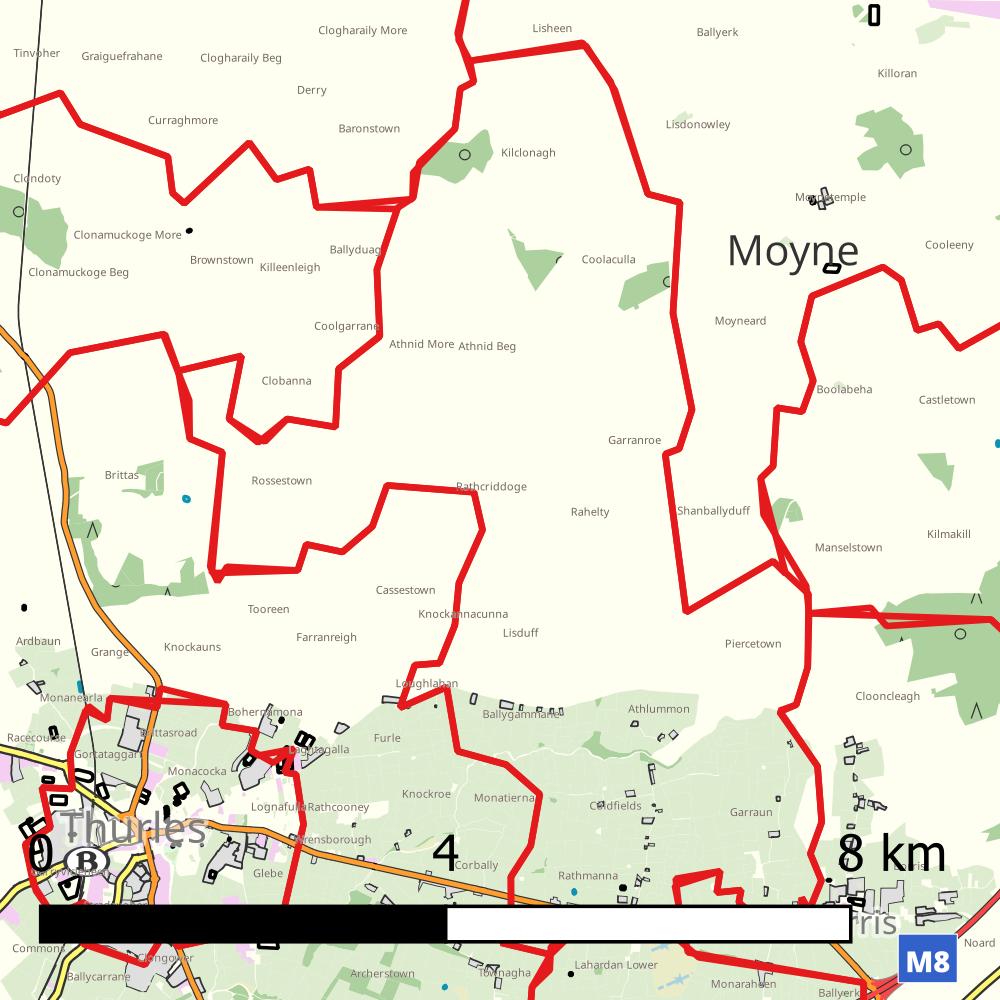 Clogharaily More
Lisheen
Ballyerk
Tinvoher
Graiguefrahane
Clogharaily Beg
Killoran
Derry
Curraghmore
Baronstown
Lisdonowley
Kilclonagh
Clondoty
Moynetemple
Clonamuckoge More
Ballyduag
Moyne
Cooleeny
Brownstown
Killeenleigh
Coolaculla
Clonamuckoge Beg
Coolgarrane
Moyneard
Athnid More
Athnid Beg
Clobanna
Boolabeha
Castletown
Garranroe
Brittas
Rossestown
Rathcriddoge
Rahelty
Shanballyduff
Kilmakill
Manselstown
Cassestown
Tooreen
Knockannacunna
Lisduff
Ardbaun
Farranreigh
Knockauns
Grange
Piercetown
Loughlahan
Monanearla
Clooncleagh
Bohernamona
Ballygammane
Athlummon
Racecourse
Brittasroad
Furle
Laghtagalla
Gortataggart
Monacocka
Knockroe
Monatierna
Lognafulla
Rathcooney
Coldfields
Garraun
Thurles
0
4
8 km
B
Corbally
Glebe
Rathmanna
Commons
Clongower
Noard
M8
Ballycarrane
Archerstown
Lahardan Lower
Monaraheen
Ballyerk